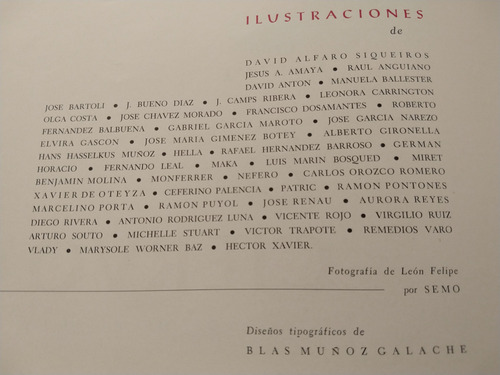 ILUSTRACIONES
de
DAVID ALFARO SIQUEIROS
JESUS A. AMAYA • RAUL ANGUIANO
DAVID ANTON • MANUELA BALLESTER
JOSE BARTOLI • J. BUENO DIAZ • J. CAMPS RIBERA • LEONORA CARRINGTON
OLGA COSTA • JOSE CHAVEZ MORADO • FRANCISCO DOSAMANTES • ROBERTO
FERNANDEZ BALBUENA • GABRIEL GARCIA MAROTO • JOSE GARCIA NAREZO
ELVIRA GASCON • JOSE MARIA GIMENEZ BOTEY • ALBERTO GIRONELLA
HANS HASSELKUS MUÑOZ • HELLA • RAFAEL HERNANDEZ BARROSO • GERMAN
HORACIO • FERNANDO LEAL • MAKA • LUIS MARIN BOSQUED • MIRET
BENJAMIN MOLINA • MONFERRER • NEFERO • CARLOS OROZCO ROMERO
XAVIER DE OTEYZA • CEFERINO PALENCIA • PATRIC • RAMON PONTONES
MARCELINO PORTA • RAMON PUYOL • JOSE RENAU • AURORA REYES
DIEGO RIVERA • ANTONIO RODRIGUEZ LUNA • VICENTE ROJO • VIRGILIO RUIZ
ARTURO SOUTO • MICHELLE STUART • VICTOR TRAPOTE • REMEDIOS VARO
VLADY • MARYSOLE WORNER BAZ • HECTOR XAVIER.
Fotografía de León Felipe
por SEMO
Diseños tipográficos de
BLAS MUÑOZ GALACHE